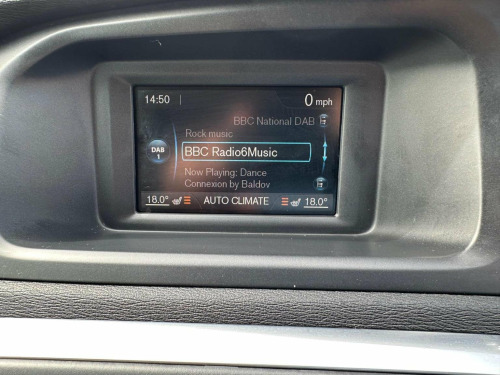 14:50 0 mph
BBC National DAB
Rock music
DAB
1
BBC Radio6Music
Now Playing: Dance
Connexion by Baldov
18.0° AUTO CLIMATE 18.0°